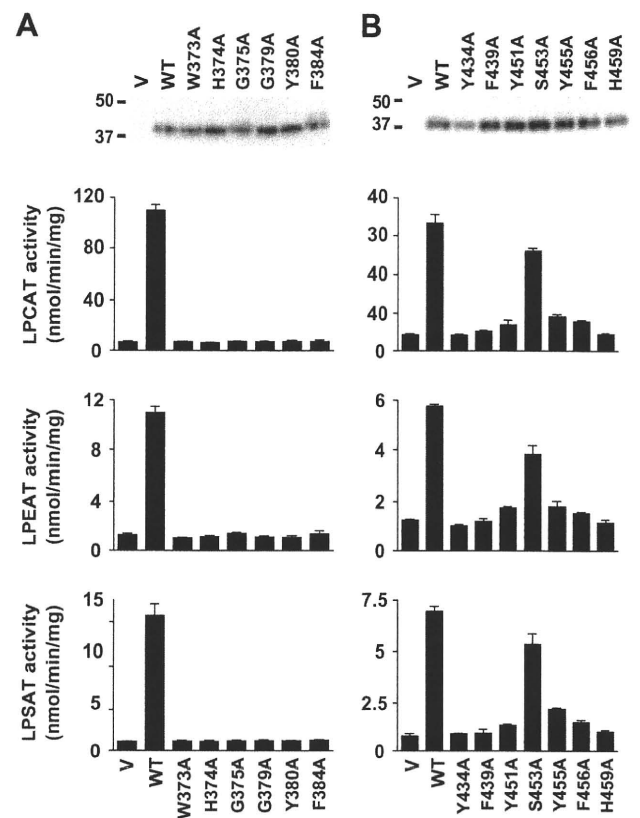 A
V WT W373A H374A G375A G379A Y380A F384A
50
37
LPCAT activity
(nmol/min/mg)
120
80
40
0
LPEAT activity
(nmol/min/mg)
12
8
4
0
LPSAT activity
(nmol/min/mg)
15
10
5
0
V WT W373A H374A G375A G379A Y380A F384A
B
V WT Y434A F439A Y451A S453A Y455A F456A H459A
50
37
40
30
40
40
0
6
4
2
0
7.5
5
2.5
0
V WT Y434A F439A Y451A S453A Y455A F456A H459A